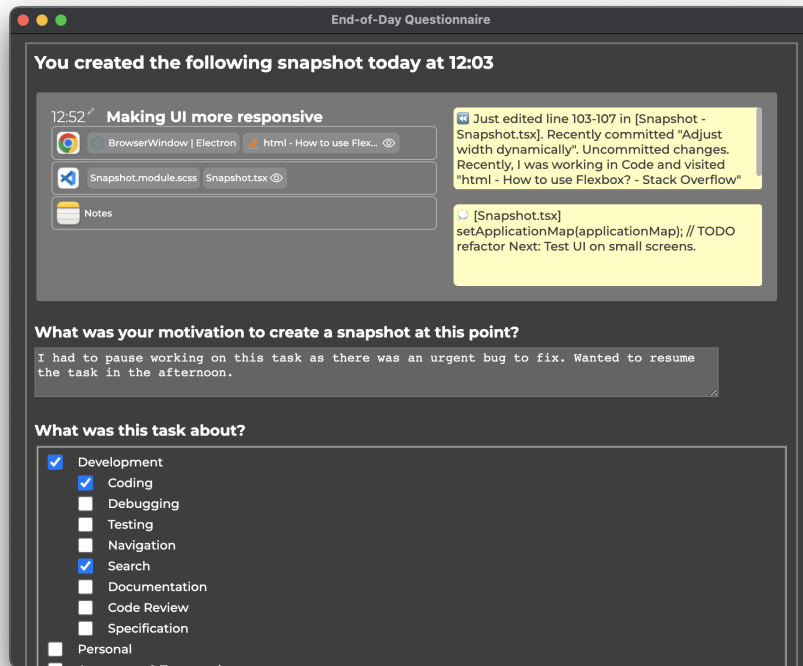 End-of-Day Questionnaire
You created the following snapshot today at 12:03
12:52 Making UI more responsive
BrowserWindow | Electron html - How to use Flex...
Snapshot.module.scss Snapshot.tsx
Notes
Just edited line 103-107 in [Snapshot -
Snapshot.tsx]. Recently committed "Adjust
width dynamically". Uncommitted changes.
Recently, I was working in Code and visited
"html - How to use Flexbox? - Stack Overflow"
[Snapshot.tsx]
setApplicationMap(applicationMap); // TODO
refactor Next: Test UI on small screens.
What was your motivation to create a snapshot at this point?
I had to pause working on this task as there was an urgent bug to fix. Wanted to resume
the task in the afternoon.
What was this task about?
Development
Coding
Debugging
Testing
Navigation
Search
Documentation
Code Review
Specification
Personal